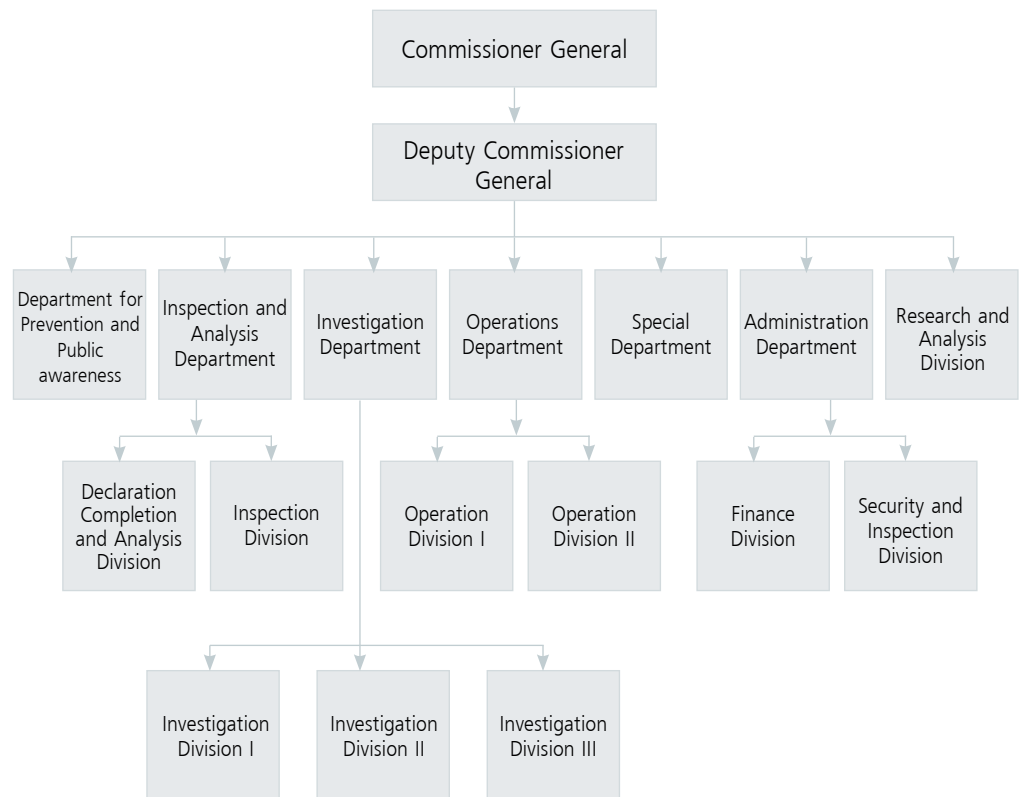 Commissioner General
Deputy Commissioner
General
Department for
Prevention and
Public
awareness
Inspection and
Analysis
Department
Investigation
Department
Operations
Department
Special
Department
Administration
Department
Research and
Analysis
Division
Declaration
Completion
and Analysis
Division
Inspection
Division
Operation
Division I
Operation
Division II
Finance
Division
Security and
Inspection
Division
Investigation
Division I
Investigation
Division II
Investigation
Division III